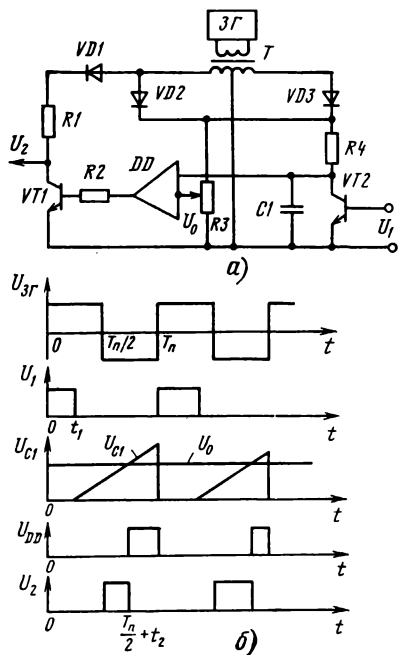 ЗГ
T
VD1
VD2
VD3
R1
R4
U₂
R2
DD
VT2
VT1
U₀
R3
C1
U₁
а)
UЗГ
0
Tп/2
Tп
t
U₁
0
t₁
t
UC1
UC1
U₀
0
t
UDD
0
t
U₂
0
Tп/2 + t₂
t
б)